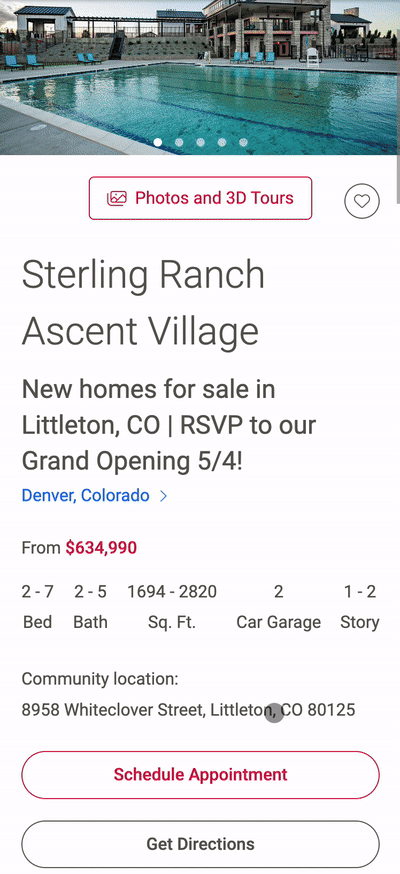 Photos and 3D Tours
Sterling Ranch
Ascent Village
New homes for sale in
Littleton, CO | RSVP to our
Grand Opening 5/4!
Denver, Colorado
From $634,990
2 - 7 2 - 5 1694 - 2820 2 1 - 2
Bed Bath Sq. Ft. Car Garage Story
Community location:
8958 Whiteclover Street, Littleton, CO 80125
Schedule Appointment
Get Directions